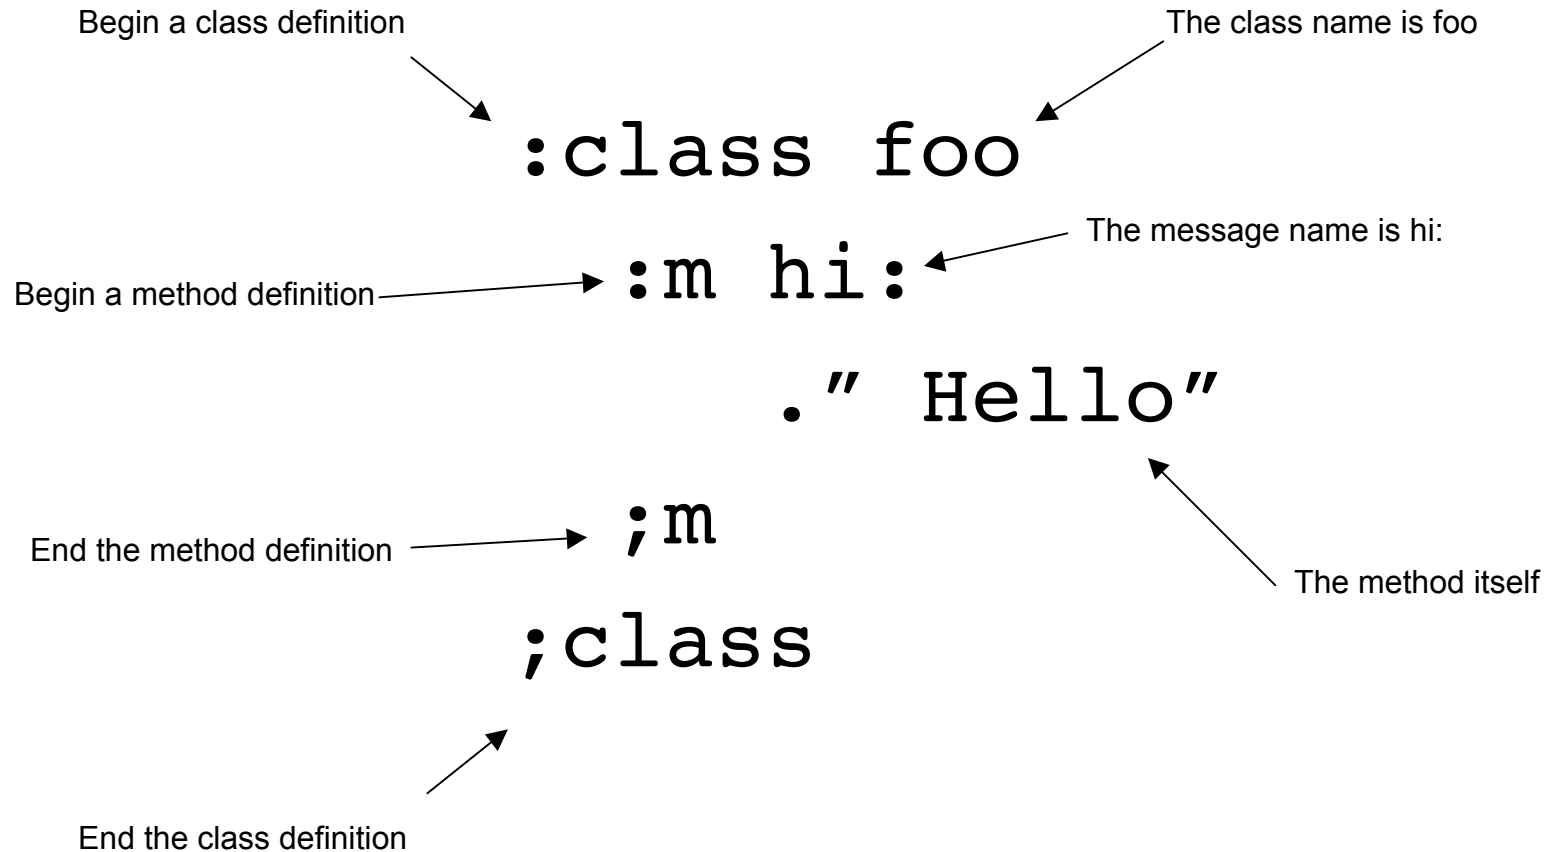 Begin a class definition
The class name is foo
:class foo
The message name is hi:
:m hi:
Begin a method definition
.” Hello”
End the method definition
;m
The method itself
;class
End the class definition